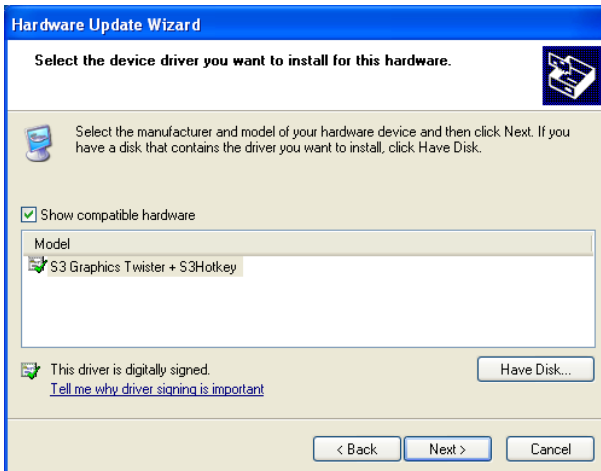 Hardware Update Wizard
Select the device driver you want to install for this hardware.
Select the manufacturer and model of your hardware device and then click Next. If you
have a disk that contains the driver you want to install, click Have Disk.
Show compatible hardware
Model
S3 Graphics Twister + S3Hotkey
This driver is digitally signed.
Have Disk...
Tell me why driver signing is important
< Back
Next >
Cancel